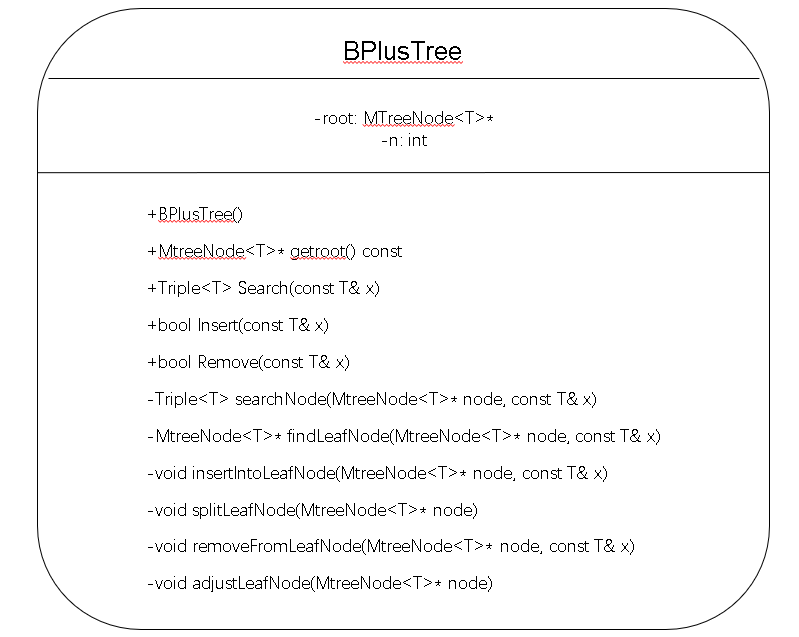 BPlusTree
-root: MTreeNode<T>*
-n: int
+BPlusTree()
+MtreeNode<T>* getroot() const
+Triple<T> Search(const T& x)
+bool Insert(const T& x)
+bool Remove(const T& x)
-Triple<T> searchNode(MtreeNode<T>* node, const T& x)
-MtreeNode<T>* findLeafNode(MtreeNode<T>* node, const T& x)
-void insertIntoLeafNode(MtreeNode<T>* node, const T& x)
-void splitLeafNode(MtreeNode<T>* node)
-void removeFromLeafNode(MtreeNode<T>* node, const T& x)
-void adjustLeafNode(MtreeNode<T>* node)